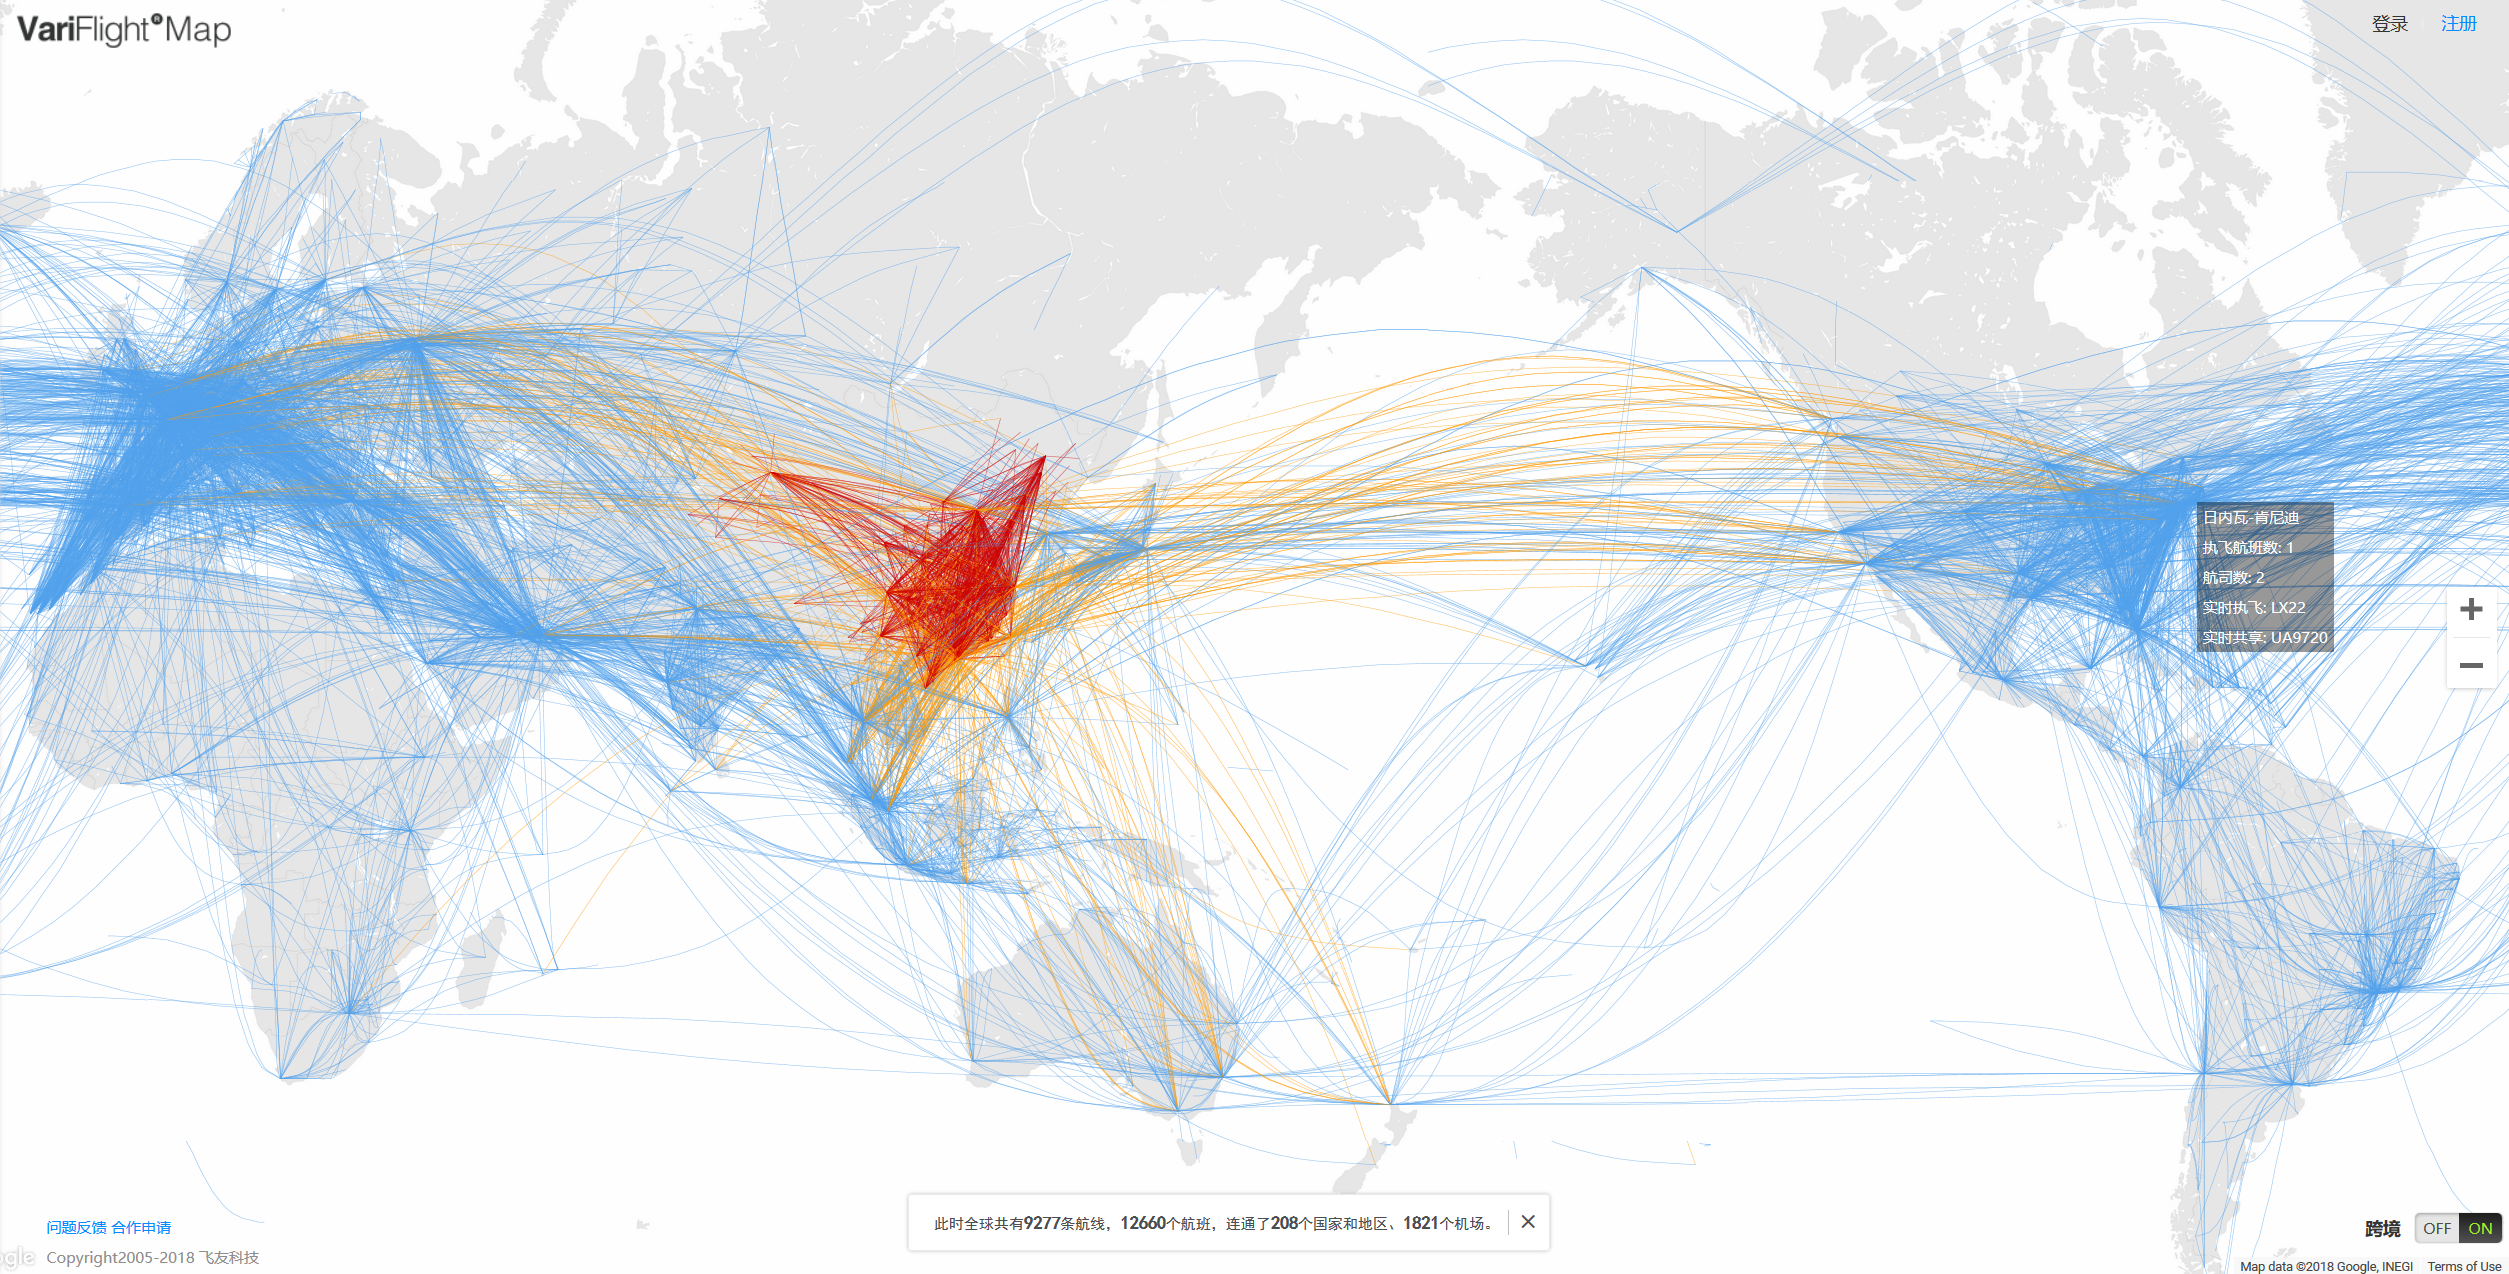 VariFlight®Map
登录 注册
日内瓦-肯尼迪
执飞航班数: 1
航司数: 2
实时执飞: LX22
实时共享: UA9720
+
−
此时全球共有9277条航线，12660个航班，连通了208个国家和地区、1821个机场。 ×
问题反馈 合作申请
Copyright2005-2018 飞友科技
跨境 OFF ON
Map data ©2018 Google, INEGI Terms of Use